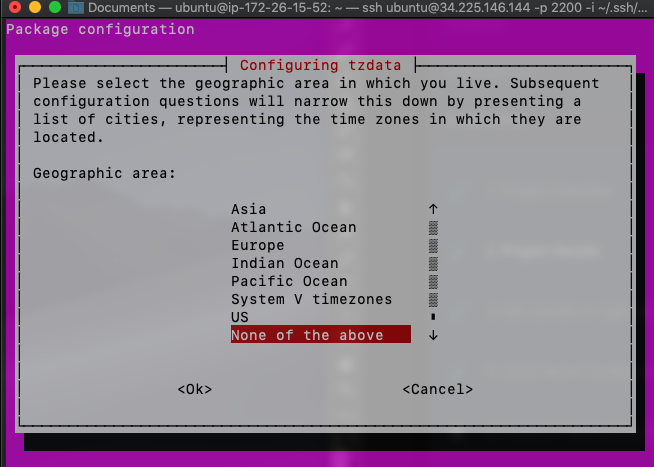 Documents — ubuntu@ip-172-26-15-52: ~ — ssh ubuntu@34.225.146.144 -p 2200 -i ~/.ssh/...
Package configuration
Configuring tzdata
Please select the geographic area in which you live. Subsequent
configuration questions will narrow this down by presenting a
list of cities, representing the time zones in which they are
located.
Geographic area:
Asia
Atlantic Ocean
Europe
Indian Ocean
Pacific Ocean
System V timezones
US
None of the above
<Ok> <Cancel>